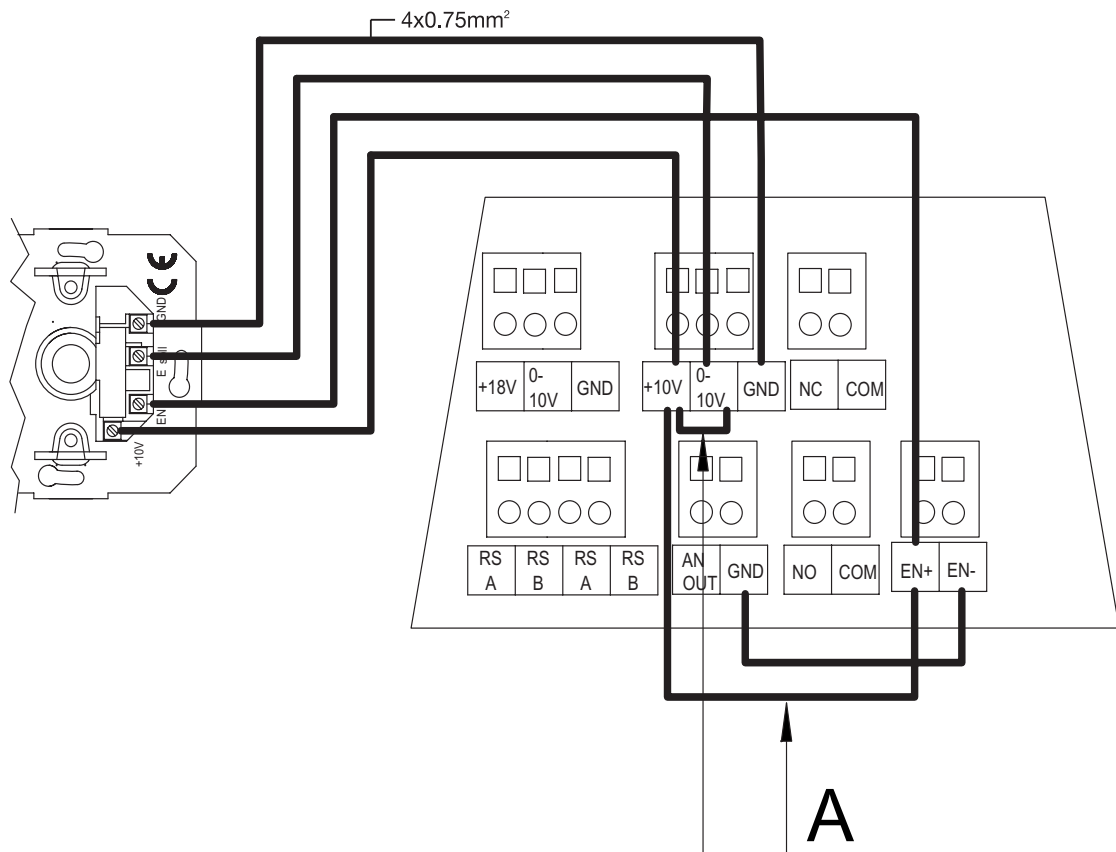 4x0.75mm²
CE
GND
E
EN
+10V
+18V
0-
10V
GND
+10V
0-
10V
GND
NC
COM
RS
A
RS
B
RS
A
RS
B
AN
OUT
GND
NO
COM
EN+
EN-
A